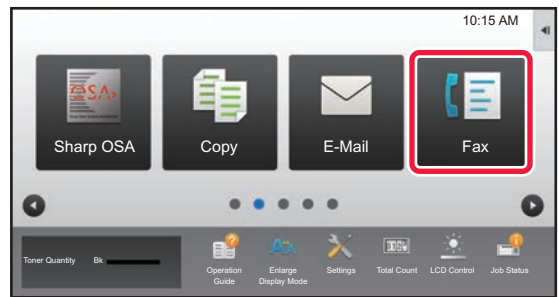 10:15 AM
OSA
Sharp OSA
Copy
E-Mail
Fax
Toner Quantity Bk
Operation Guide
Enlarge Display Mode
Settings
Total Count
LCD Control
Job Status